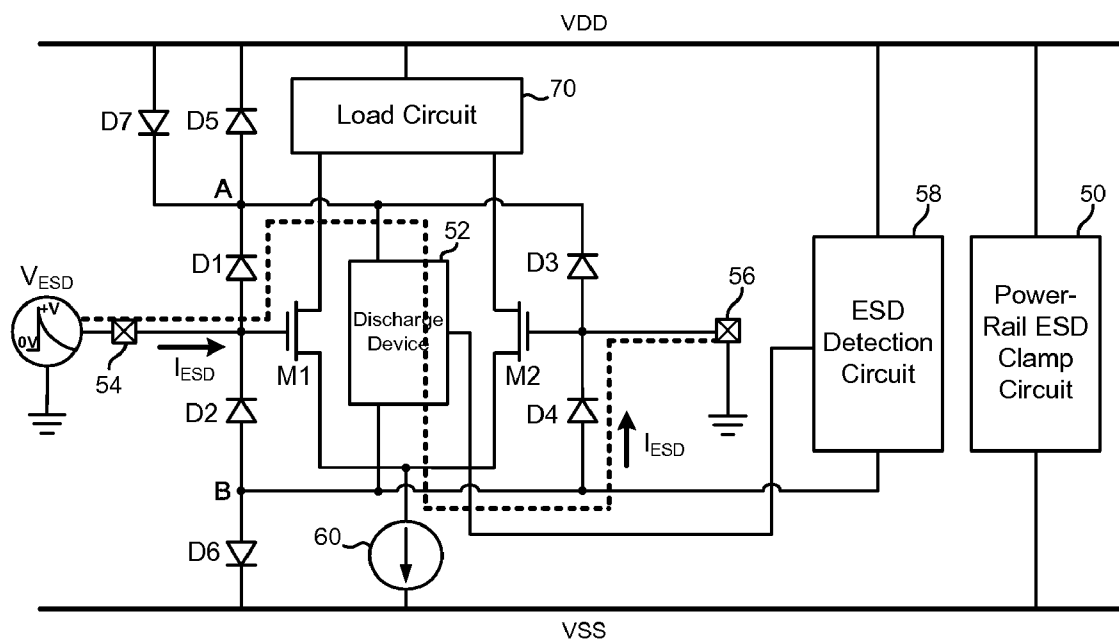 VDD
70
Load Circuit
D7
D5
A
58
50
52
D1
D3
VESD
+V
0V
56
54
IESD
M1
Discharge
Device
M2
ESD
Detection
Circuit
Power-
Rail ESD
Clamp
Circuit
D2
D4
IESD
B
60
D6
VSS